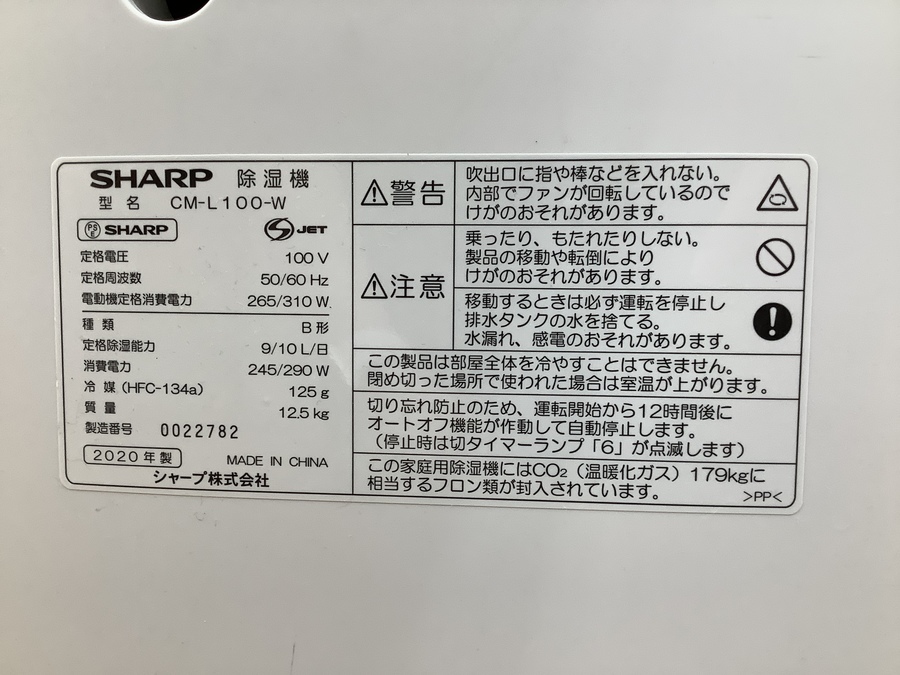 SHARP 除湿機
型名 CM-L100-W
PS E SHARP
S JET
定格電圧 100 V
定格周波数 50/60 Hz
電動機定格消費電力 265/310 W
種類 B 形
定格除湿能力 9/10 L/日
消費電力 245/290 W
冷媒 (HFC-134a) 125 g
質量 12.5 kg
製造番号 0022782
2020年製 MADE IN CHINA
シャープ株式会社
警告
吹出口に指や棒などを入れない。
内部でファンが回転しているので
けがのおそれがあります。
注意
乗ったり、もたれたりしない。
製品の移動や転倒により
けがのおそれがあります。
移動するときは必ず運転を停止し
排水タンクの水を捨てる。
水漏れ、感電のおそれがあります。
この製品は部屋全体を冷やすことはできません。
閉め切った場所で使われた場合は室温が上がります。
切り忘れ防止のため、運転開始から12時間後に
オートオフ機能が作動して自動停止します。
(停止時は切タイマーランプ「6」が点滅します)
この家庭用除湿機にはCO₂(温暖化ガス)179kgに
相当するフロン類が封入されています。
>PP<